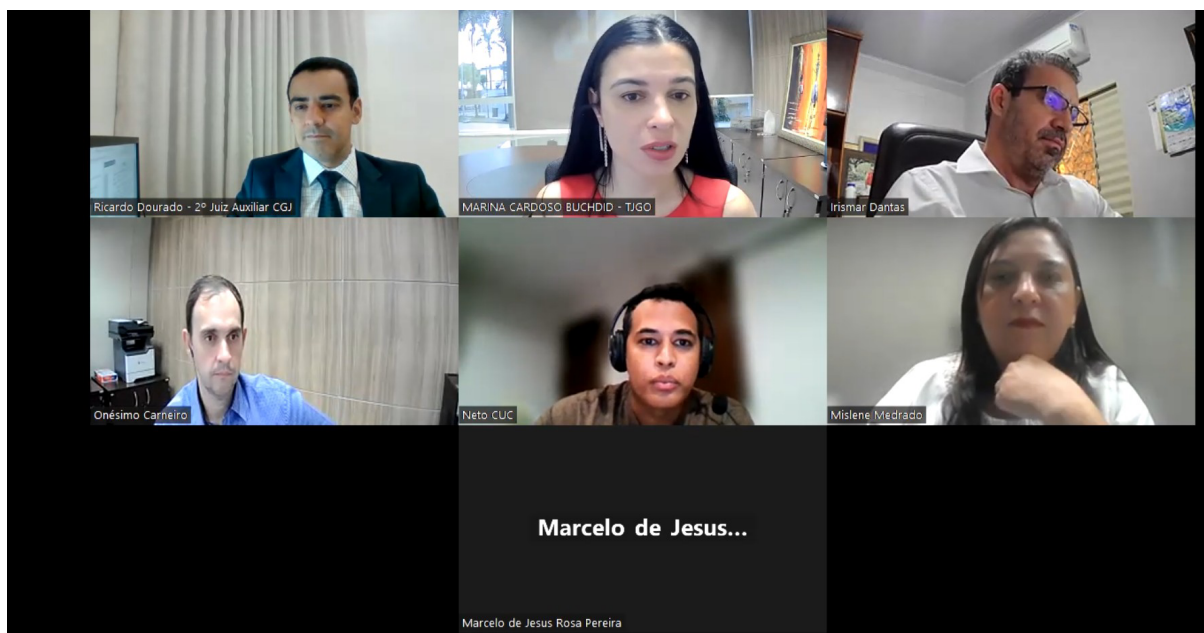 Ricardo Dourado - 2º Juiz Auxiliar CGJ
MARINA CARDOSO BUCHDID - TJGO
Irismar Dantas
Onésimo Carneiro
Neto CUC
Mislene Medrado
Marcelo de Jesus...
Marcelo de Jesus Rosa Pereira